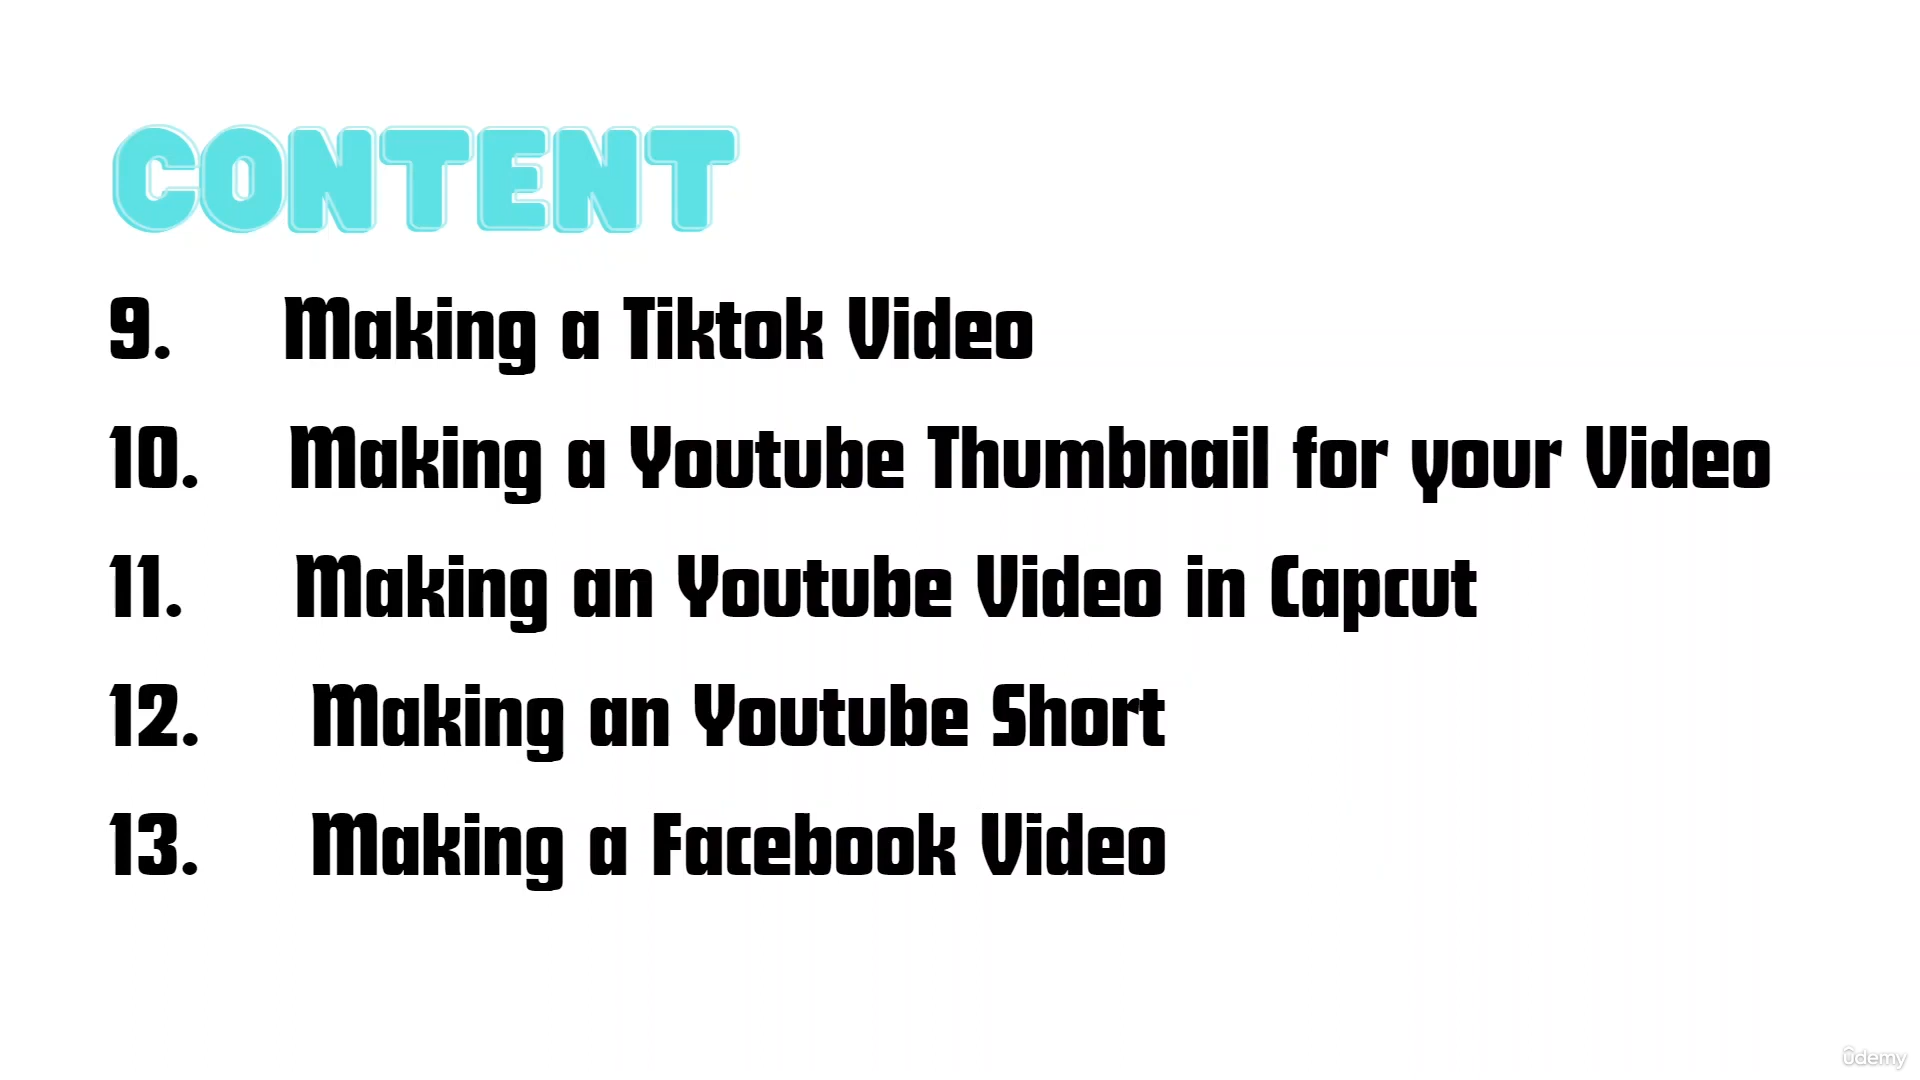 CONTENT
9. Making a Tiktok Video
10. Making a Youtube Thumbnail for your Video
11. Making an Youtube Video in Capcut
12. Making an Youtube Short
13. Making a Facebook Video
ûdemy